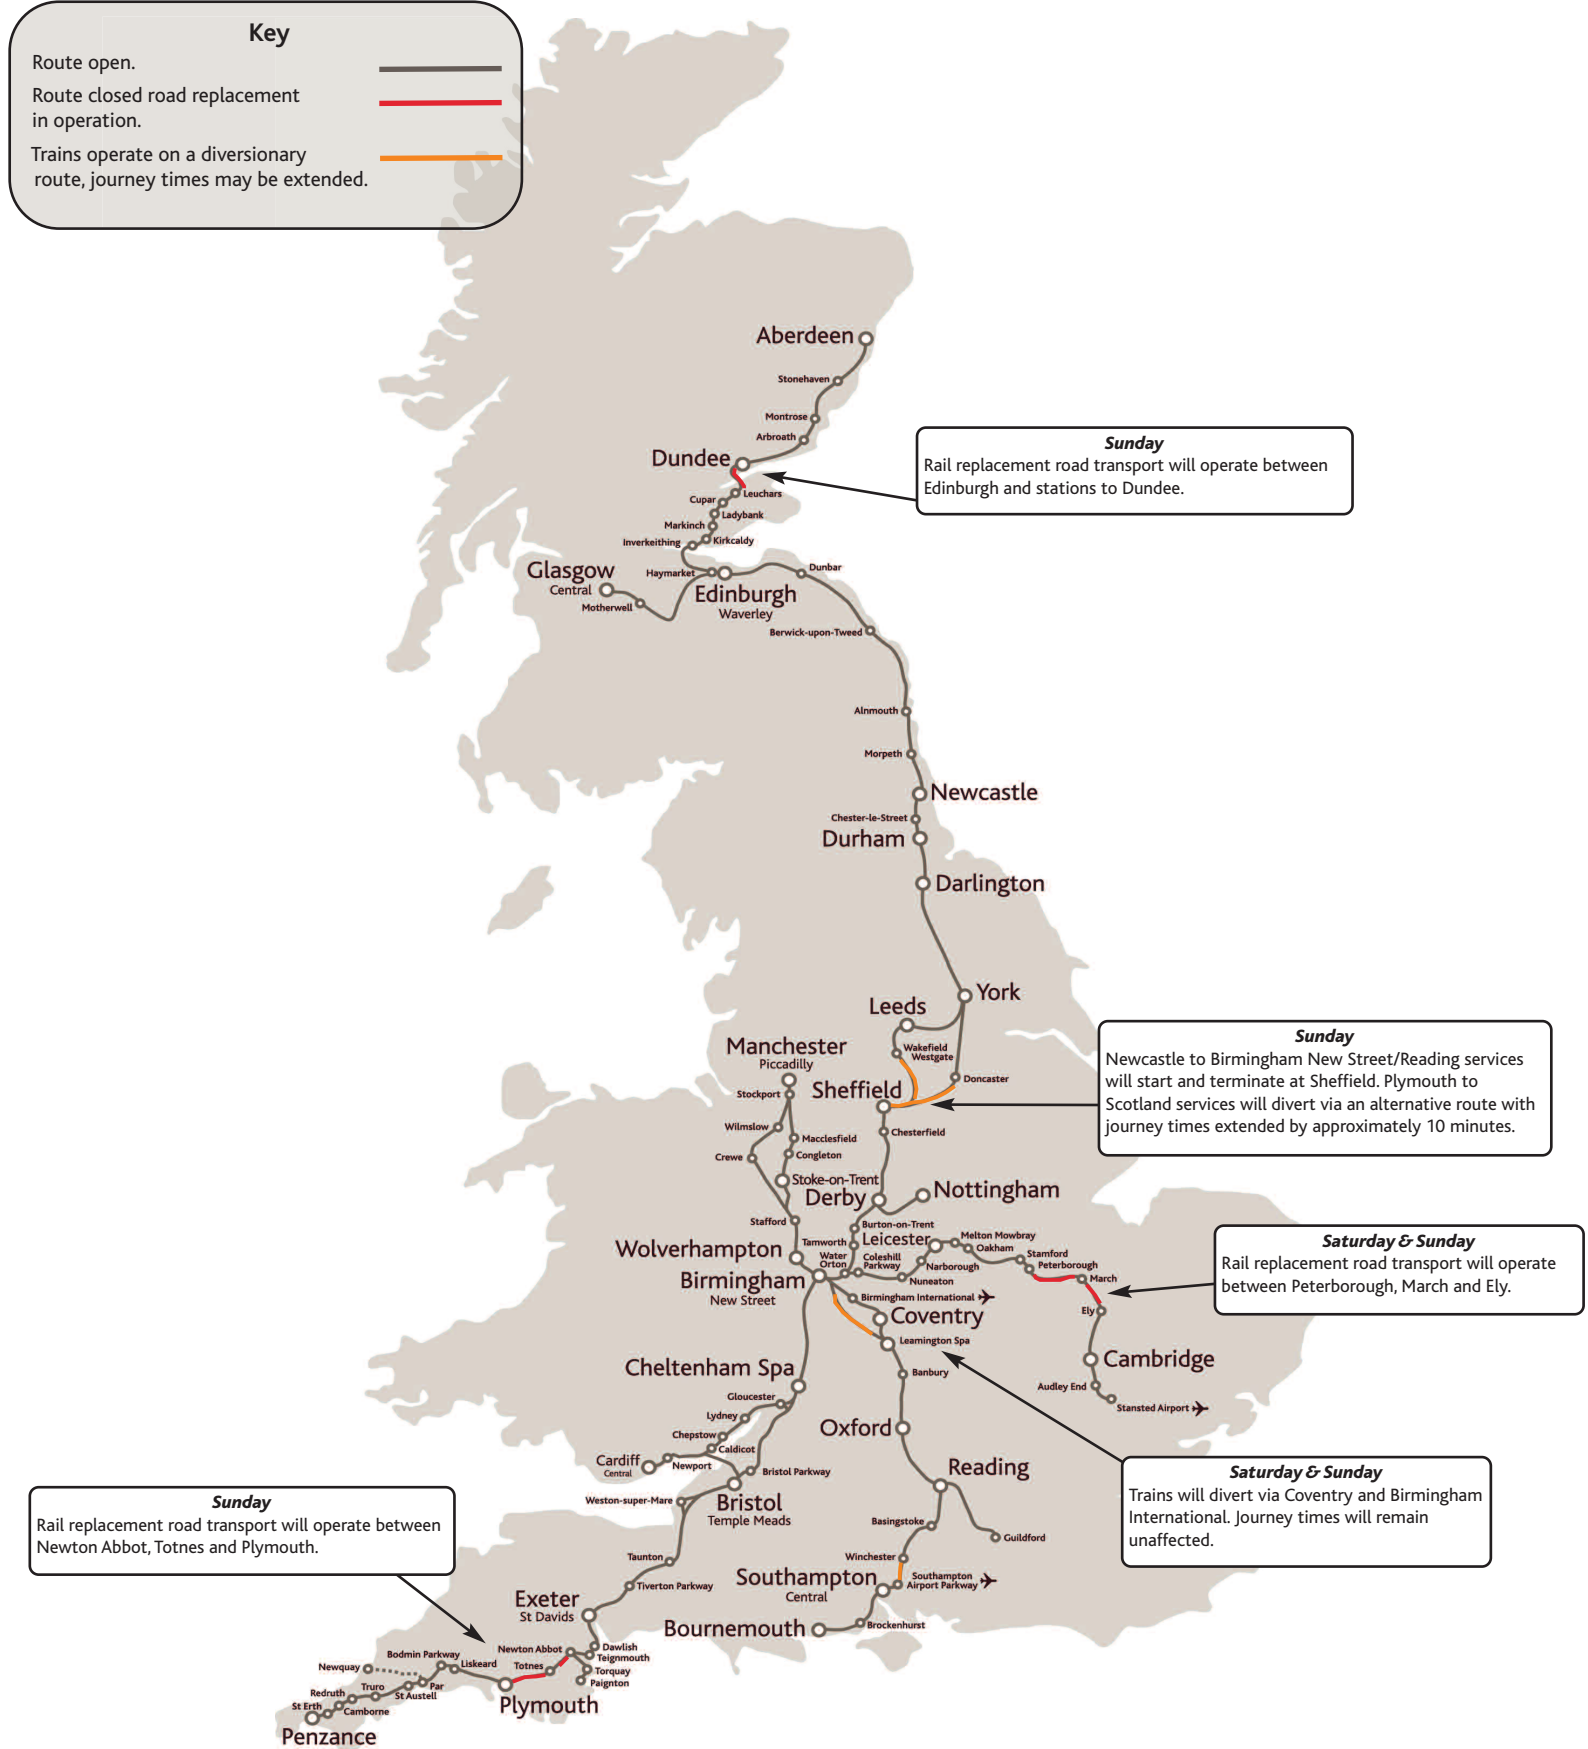 Key
Route open.
Route closed road replacement
in operation.
Trains operate on a diversionary
route, journey times may be extended.
Aberdeen
Stonehaven
Montrose
Arbroath
Dundee
Sunday
Rail replacement road transport will operate between
Edinburgh and stations to Dundee.
Leuchars
Cupar
Ladybank
Markinch
Kirkcaldy
Inverkeithing
Glasgow
Central
Motherwell
Haymarket
Edinburgh
Waverley
Dunbar
Berwick-upon-Tweed
Alnmouth
Morpeth
Newcastle
Chester-le-Street
Durham
Darlington
York
Leeds
Wakefield
Westgate
Doncaster
Sheffield
Sunday
Newcastle to Birmingham New Street/Reading services
will start and terminate at Sheffield. Plymouth to
Scotland services will divert via an alternative route with
journey times extended by approximately 10 minutes.
Manchester
Piccadilly
Stockport
Wilmslow
Macclesfield
Congleton
Crewe
Stoke-on-Trent
Stafford
Chesterfield
Derby
Nottingham
Burton-on-Trent
Tamworth
Leicester
Melton Mowbray
Oakham
Stamford
Peterborough
March
Ely
Saturday & Sunday
Rail replacement road transport will operate
between Peterborough, March and Ely.
Wolverhampton
Water
Orton
Coleshill
Parkway
Narborough
Nuneaton
Birmingham
New Street
Birmingham International
Coventry
Leamington Spa
Cambridge
Audley End
Stansted Airport
Banbury
Cheltenham Spa
Gloucester
Lydney
Chepstow
Caldicot
Cardiff
Central
Newport
Bristol Parkway
Oxford
Reading
Saturday & Sunday
Trains will divert via Coventry and Birmingham
International. Journey times will remain
unaffected.
Weston-super-Mare
Bristol
Temple Meads
Basingstoke
Guildford
Winchester
Southampton
Central
Southampton
Airport Parkway
Bournemouth
Brockenhurst
Sunday
Rail replacement road transport will operate between
Newton Abbot, Totnes and Plymouth.
Taunton
Tiverton Parkway
Exeter
St Davids
Dawlish
Teignmouth
Newton Abbot
Torquay
Paignton
Totnes
Plymouth
Bodmin Parkway
Liskeard
Newquay
Par
St Austell
Truro
Redruth
Camborne
St Erth
Penzance